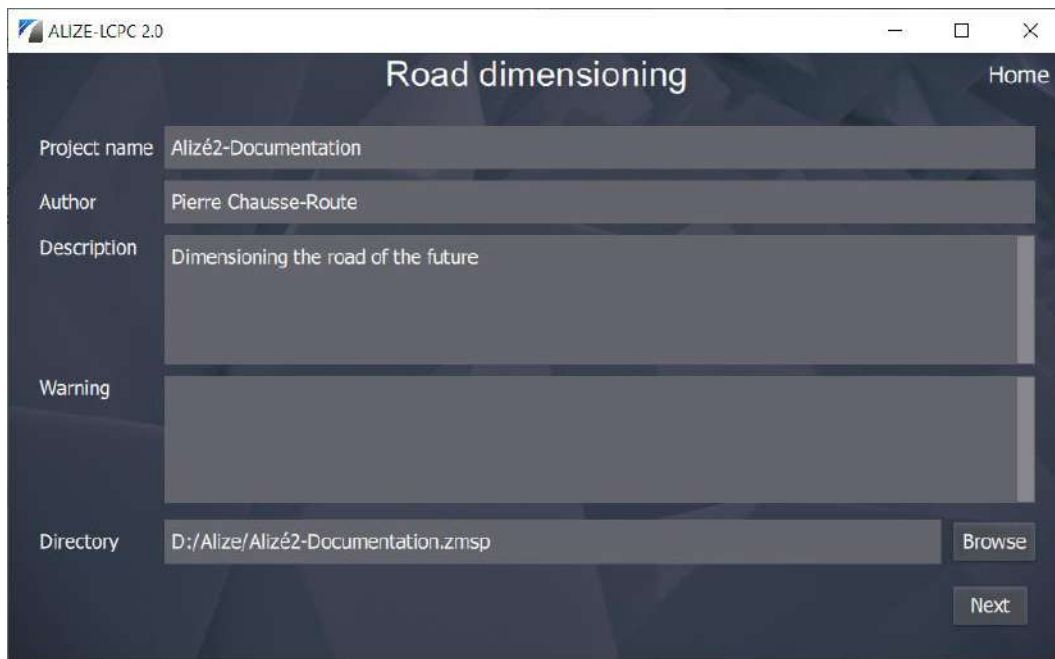 ALIZE-LCPC 2.0
Road dimensioning
Home
Project name Alizé2-Documentation
Author Pierre Chausse-Route
Description Dimensioning the road of the future
Warning
Directory D:/Alize/Alizé2-Documentation.zmsp Browse
Next